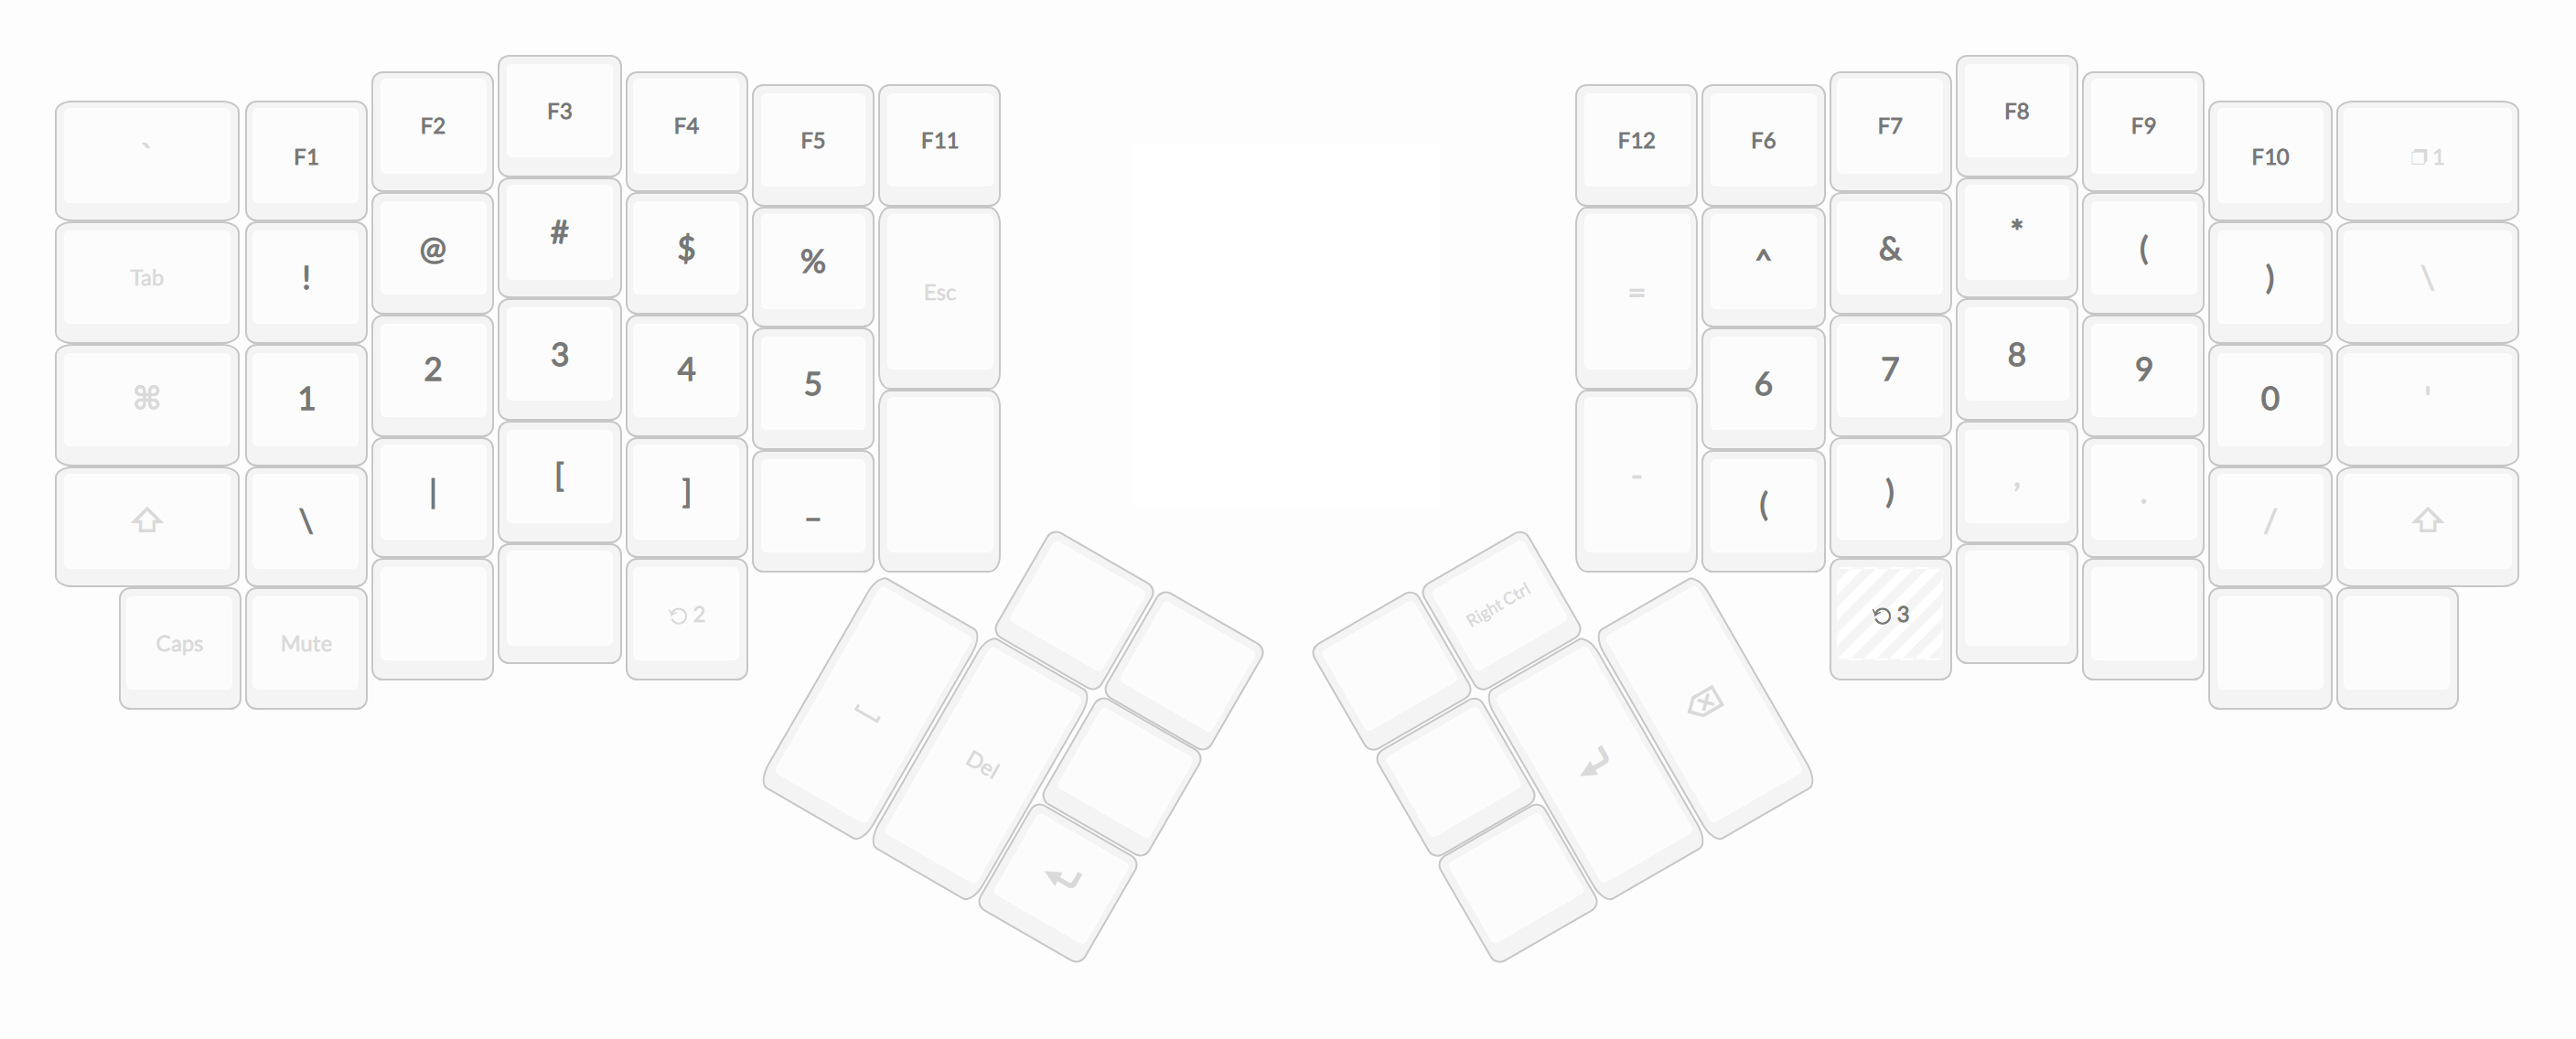 ` F1 F2 F3 F4 F5 F11 F12 F6 F7 F8 F9 F10 1
Tab ! @ # $ % Esc = ^ & * ( ) \
⌘ 1 2 3 4 5 6 7 8 9 0 '
\ | [ ] _ - ( ) , . /
Caps Mute 2 Right Ctrl 3
Del